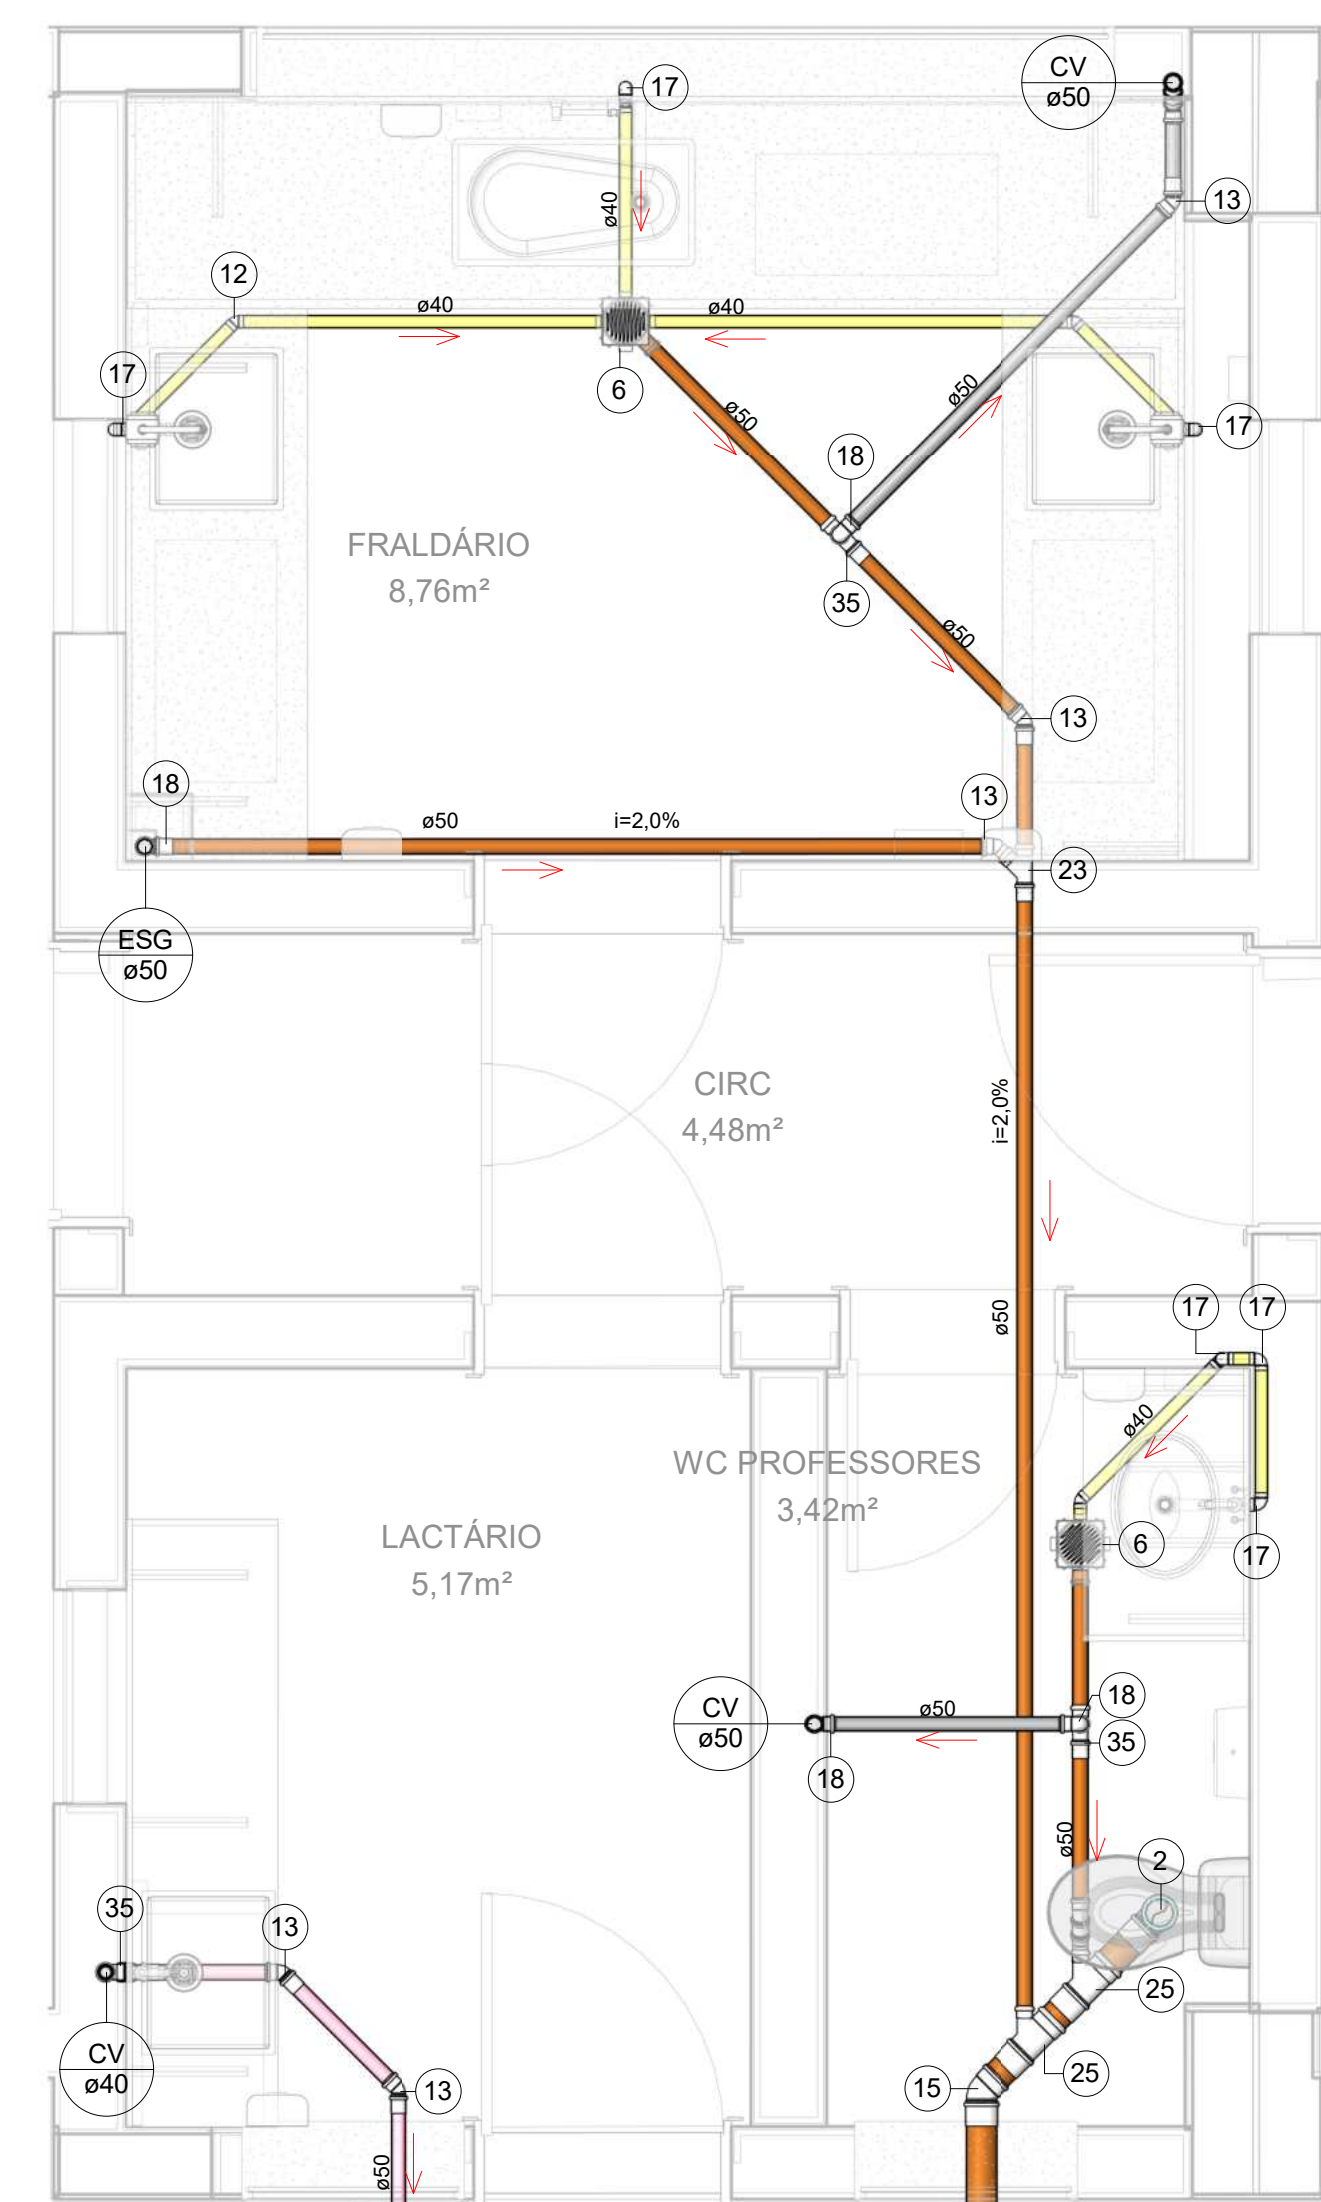 17
CV
ø50
13
ø40
12
ø40
ø40
17
6
ø50
ø50
18
17
FRALDÁRIO
8,76m²
35
ø50
13
18
ø50
i=2,0%
13
23
ESG
ø50
CIRC
4,48m²
i=2,0%
ø50
17
17
ø40
WC PROFESSORES
3,42m²
LACTÁRIO
5,17m²
6
17
CV
ø50
ø50
18
35
18
ø50
2
35
13
25
CV
ø40
13
15
25
ø50